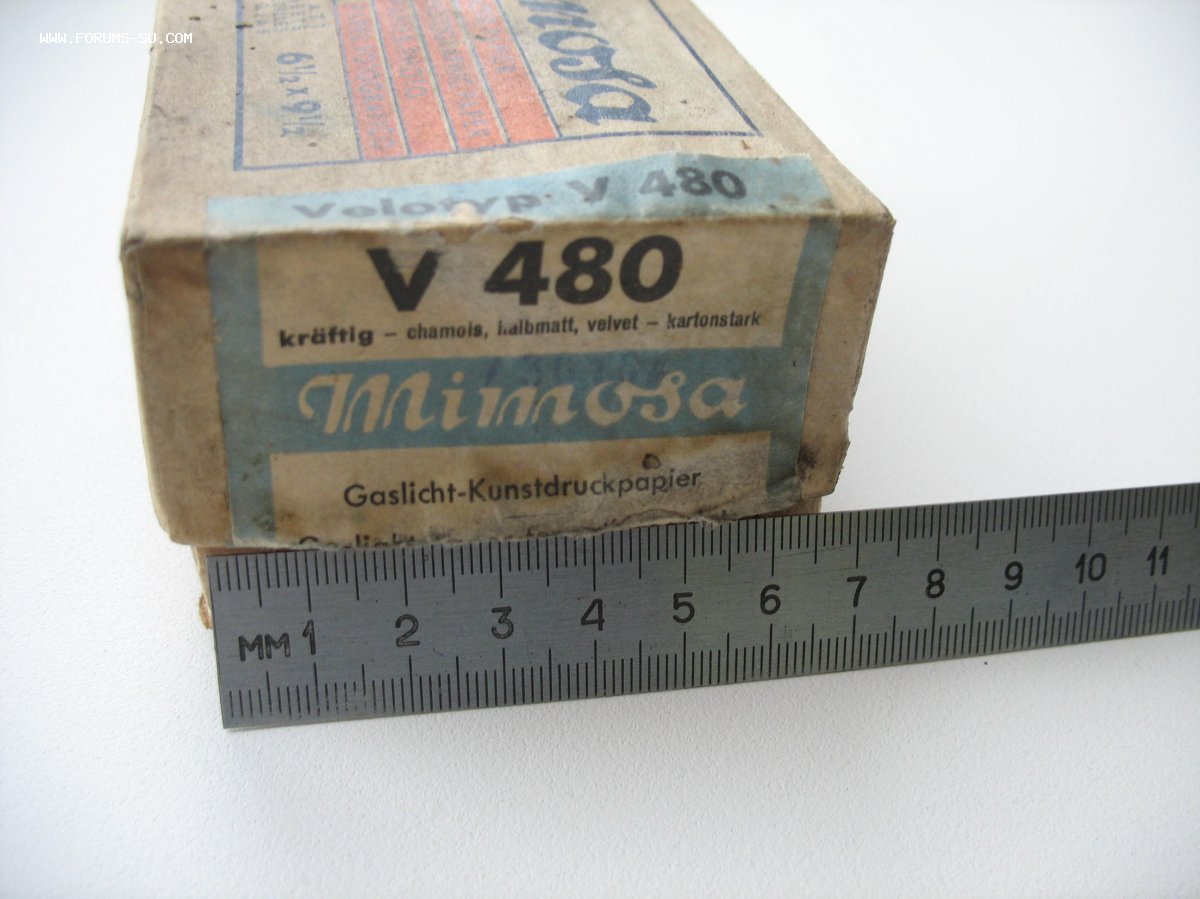 WWW.FORUMS-SU.COM
6½ x 9½
mosa
Velotyp V 480
V 480
kräftig – chamois, halbmatt, velvet – kartonstark
Mimosa
Gaslicht-Kunstdruckpapier
MM 1 2 3 4 5 6 7 8 9 10 11